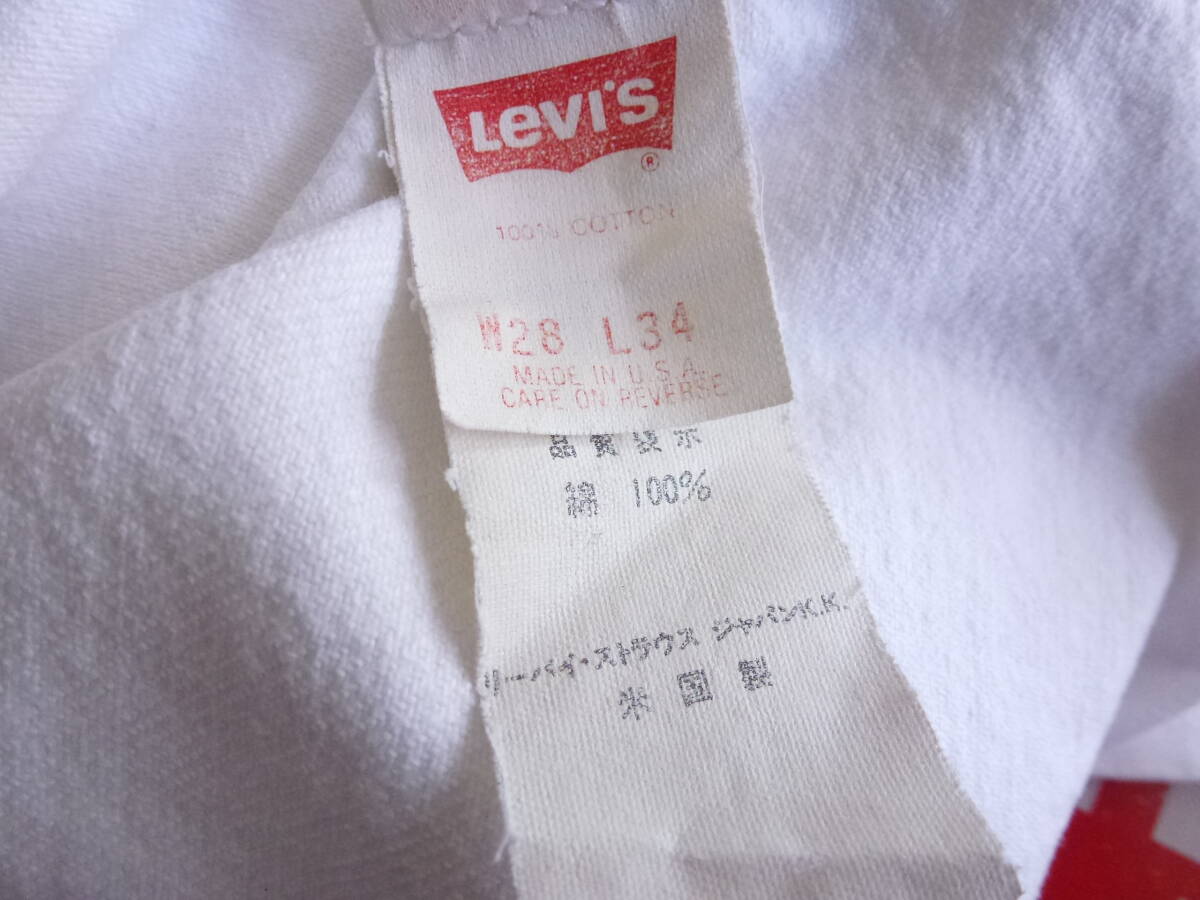 LEVI'S ®
100% COTTON
W28 L34
MADE IN U.S.A.
CARE ON REVERSE
品質表示
綿 100%
リーバイ・ストラウス ジャパンK.K.
米国製